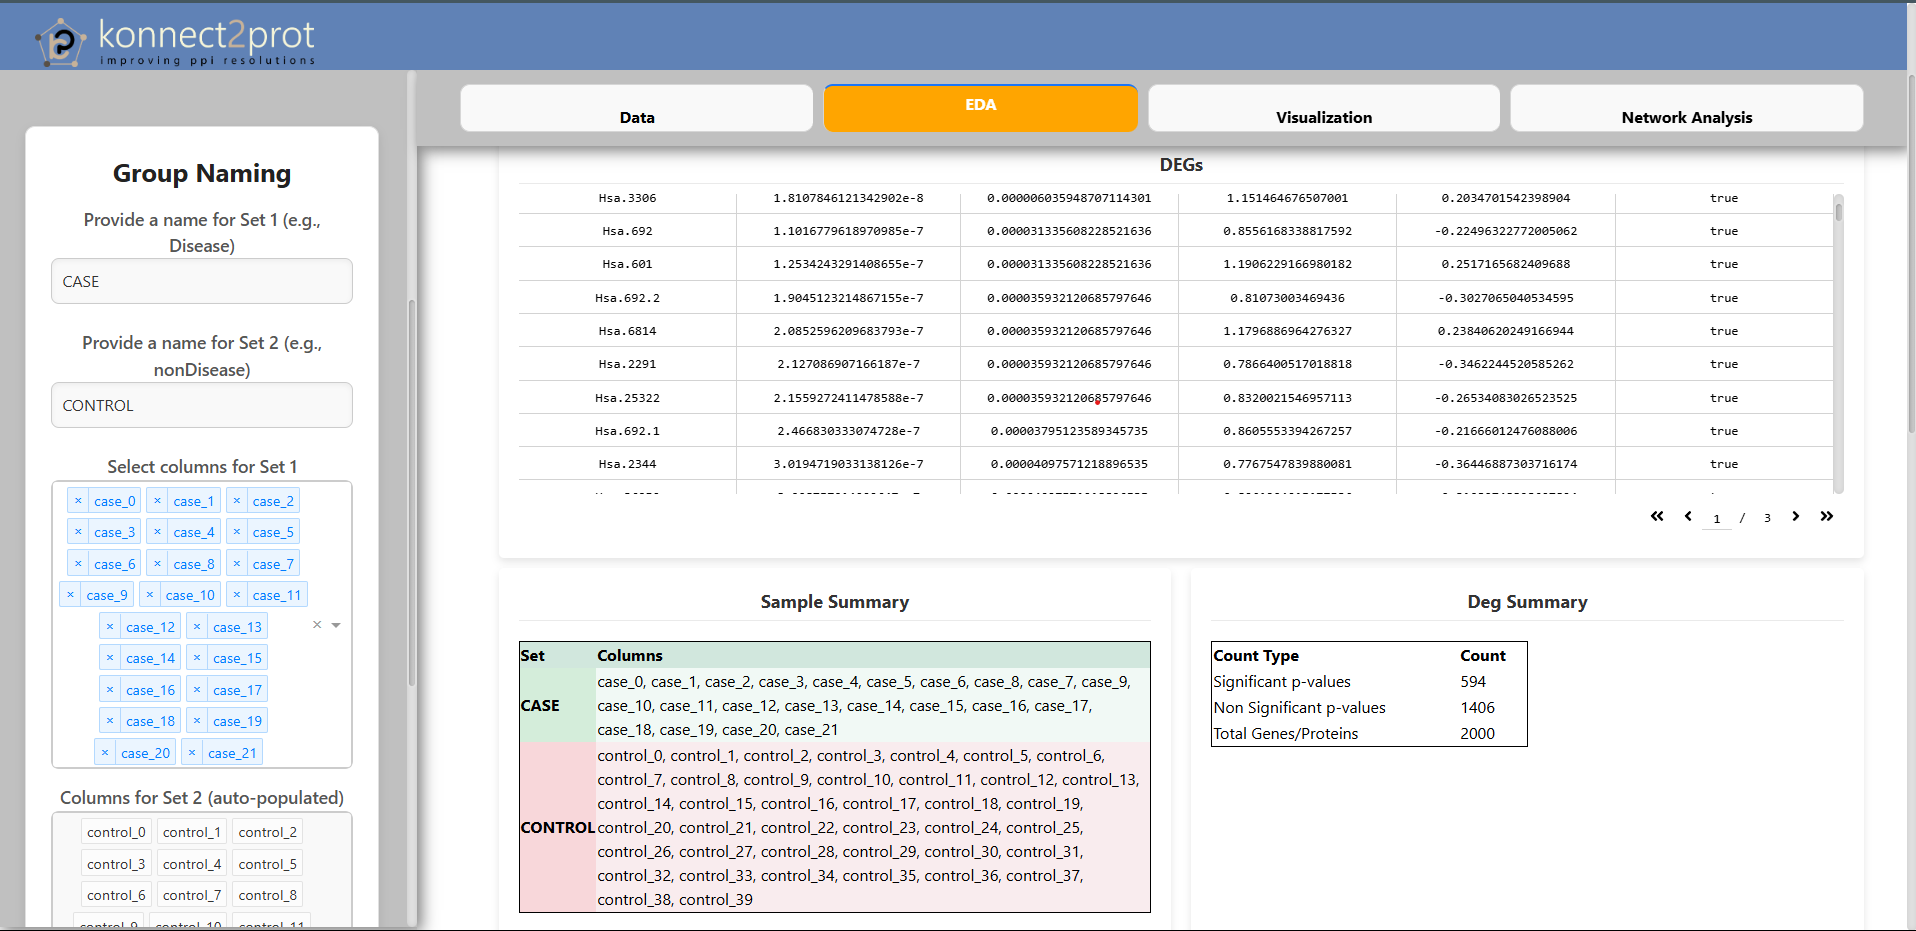 konnect2prot
improving ppi resolutions
Data
EDA
Visualization
Network Analysis
Group Naming
Provide a name for Set 1 (e.g.,
Disease)
CASE
Provide a name for Set 2 (e.g.,
nonDisease)
CONTROL
Select columns for Set 1
× case_0 × case_1 × case_2
× case_3 × case_4 × case_5
× case_6 × case_8 × case_7
× case_9 × case_10 × case_11
× case_12 × case_13 ×
× case_14 × case_15
× case_16 × case_17
× case_18 × case_19
× case_20 × case_21
Columns for Set 2 (auto-populated)
control_0 control_1 control_2
control_3 control_4 control_5
control_6 control_7 control_8
control_9 control_10 control_11
DEGs
Hsa.3306 1.8107846121342902e-8 0.000006035948707114301 1.151464676507001 0.2034701542398904 true
Hsa.692 1.1016779618970985e-7 0.000031335608228521636 0.8556168338817592 -0.22496322772005062 true
Hsa.601 1.2534243291408655e-7 0.000031335608228521636 1.1906229166980182 0.2517165682409688 true
Hsa.692.2 1.9045123214867155e-7 0.000035932120685797646 0.81073003469436 -0.3027065040534595 true
Hsa.6814 2.0852596209683793e-7 0.000035932120685797646 1.1796886964276327 0.23840620249166944 true
Hsa.2291 2.127086907166187e-7 0.000035932120685797646 0.7866400517018818 -0.3462244520585262 true
Hsa.25322 2.1559272411478588e-7 0.000035932120685797646 0.8320021546957113 -0.26534083026523525 true
Hsa.692.1 2.466830333074728e-7 0.00003795123589345735 0.8605553394267257 -0.21666012476088006 true
Hsa.2344 3.0194719033138126e-7 0.00004097571218896535 0.7767547839880081 -0.36446887303716174 true
1 / 3
Sample Summary
Set Columns
CASE case_0, case_1, case_2, case_3, case_4, case_5, case_6, case_8, case_7, case_9,
case_10, case_11, case_12, case_13, case_14, case_15, case_16, case_17,
case_18, case_19, case_20, case_21
CONTROL control_0, control_1, control_2, control_3, control_4, control_5, control_6,
control_7, control_8, control_9, control_10, control_11, control_12, control_13,
control_14, control_15, control_16, control_17, control_18, control_19,
control_20, control_21, control_22, control_23, control_24, control_25,
control_26, control_27, control_28, control_29, control_30, control_31,
control_32, control_33, control_34, control_35, control_36, control_37,
control_38, control_39
Deg Summary
Count Type Count
Significant p-values 594
Non Significant p-values 1406
Total Genes/Proteins 2000